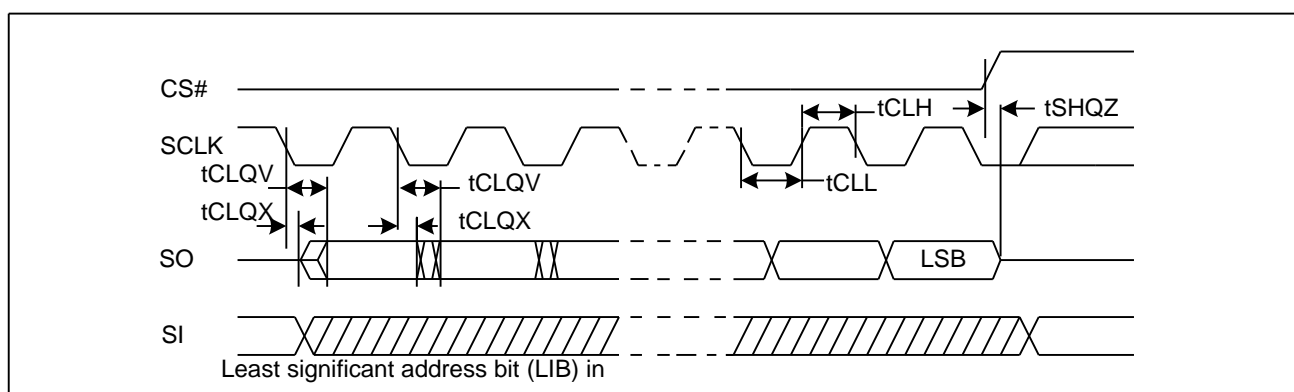 CS#
tCLH
tSHQZ
SCLK
tCLQV
tCLQV
tCLL
tCLQX
tCLQX
SO
LSB
SI
Least significant address bit (LIB) in